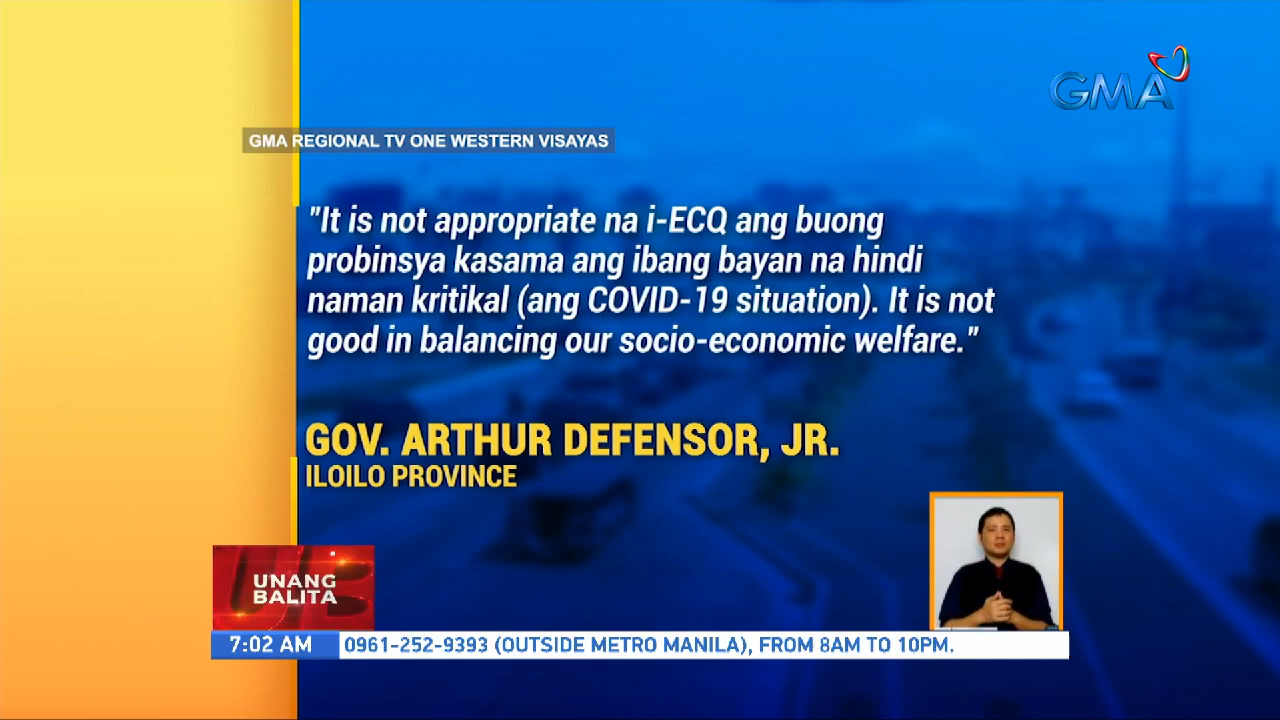 GMA
GMA REGIONAL TV ONE WESTERN VISAYAS
"It is not appropriate na i-ECQ ang buong
probinsya kasama ang ibang bayan na hindi
naman kritikal (ang COVID-19 situation). It is not
good in balancing our socio-economic welfare."
GOV. ARTHUR DEFENSOR, JR.
ILOILO PROVINCE
UNANG
BALITA
7:02 AM 0961-252-9393 (OUTSIDE METRO MANILA), FROM 8AM TO 10PM.